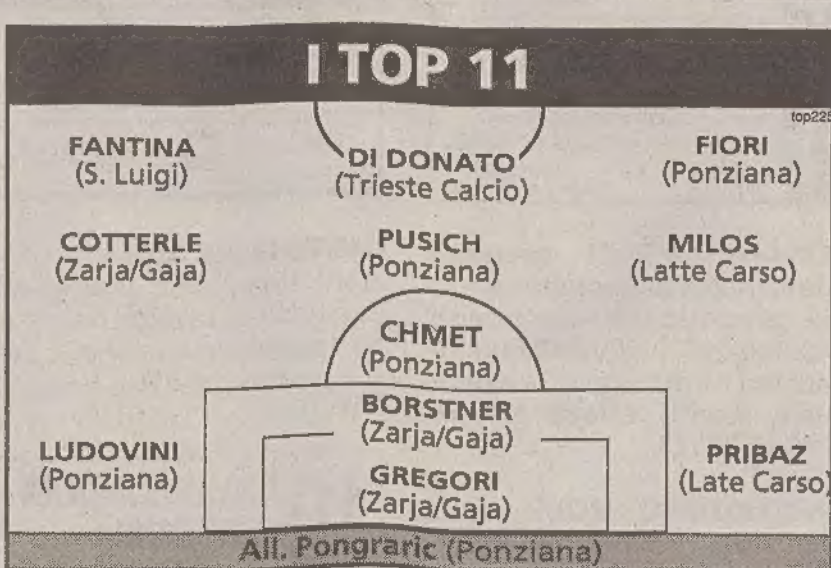 I TOP 11
top225
FANTINA
(S. Luigi)
DI DONATO
(Trieste Calcio)
FIORI
(Ponziana)
COTTERLE
(Zarja/Gaja)
PUSICH
(Ponziana)
MILOS
(Latte Carso)
CHMET
(Ponziana)
BORSTNER
(Zarja/Gaja)
LUDOVINI
(Ponziana)
GREGORI
(Zarja/Gaja)
PRIBAZ
(Late Carso)
All. Pongraric (Ponziana)